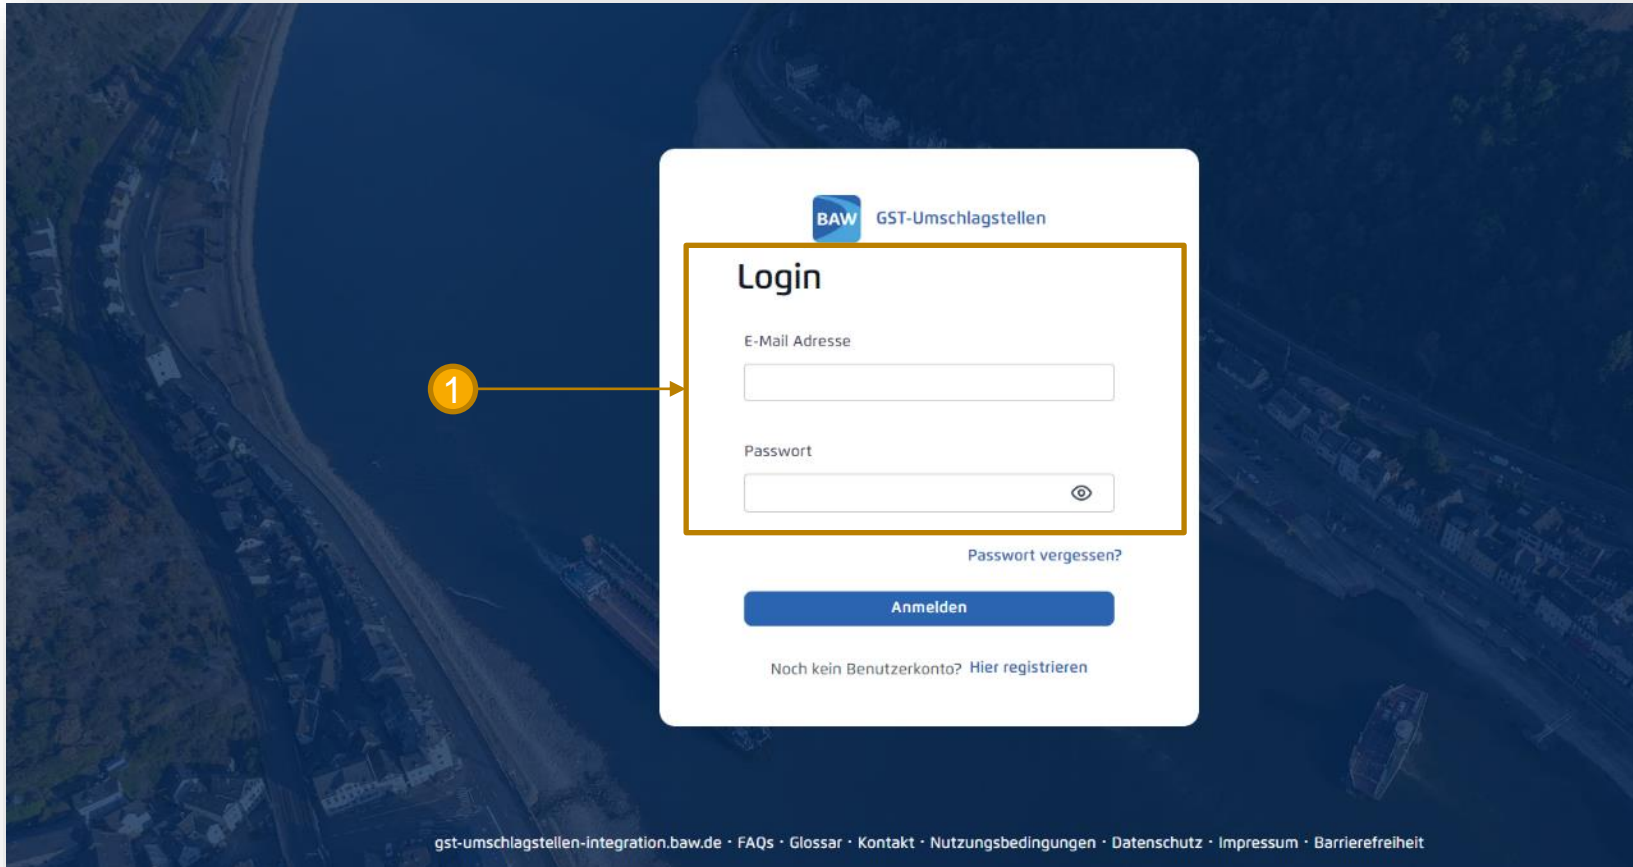 BAW GST-Umschlagstellen
Login
E-Mail Adresse
1
Passwort
Passwort vergessen?
Anmelden
Noch kein Benutzerkonto? Hier registrieren
gst-umschlagstellen-integration.baw.de · FAQs · Glossar · Kontakt · Nutzungsbedingungen · Datenschutz · Impressum · Barrierefreiheit